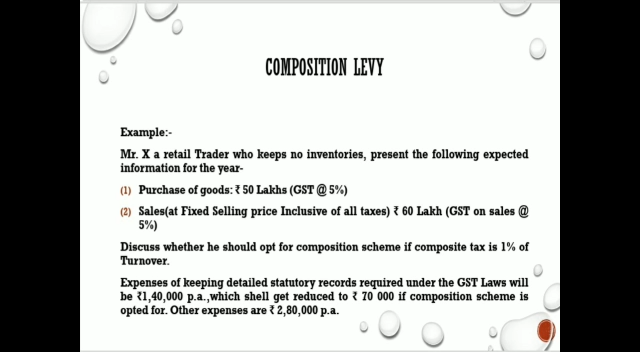 COMPOSITION LEVY
Example:-
Mr. X a retail Trader who keeps no inventories, present the following expected
information for the year-
(1) Purchase of goods: ₹ 50 Lakhs (GST @ 5%)
(2) Sales(at Fixed Selling price Inclusive of all taxes) ₹ 60 Lakh (GST on sales @
5%)
Discuss whether he should opt for composition scheme if composite tax is 1% of
Turnover.
Expenses of keeping detailed statutory records required under the GST Laws will
be ₹1,40,000 p.a.,which shell get reduced to ₹ 70 000 if composition scheme is
opted for. Other expenses are ₹ 2,80,000 p.a.